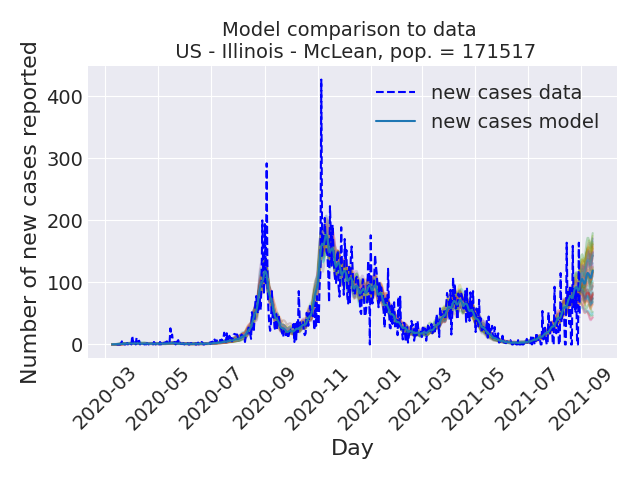 Model comparison to data
US - Illinois - McLean, pop. = 171517
Number of new cases reported
400
300
200
100
0
new cases data
new cases model
2020-03
2020-05
2020-07
2020-09
2020-11
2021-01
2021-03
2021-05
2021-07
2021-09
Day